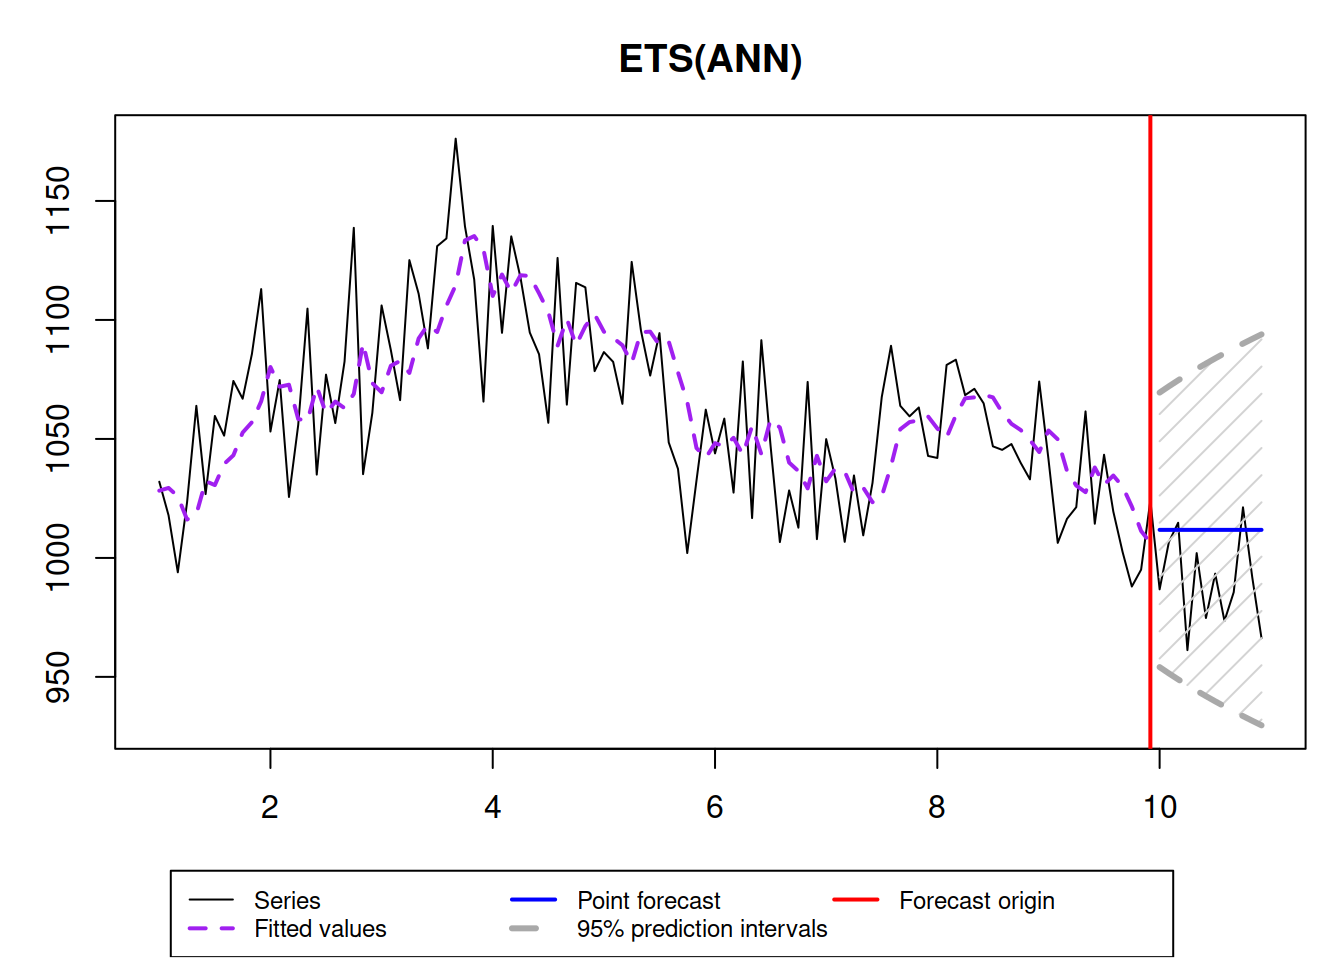 ETS(ANN)
1150
1100
1050
1000
950
2 4 6 8 10
Series Point forecast Forecast origin
Fitted values 95% prediction intervals